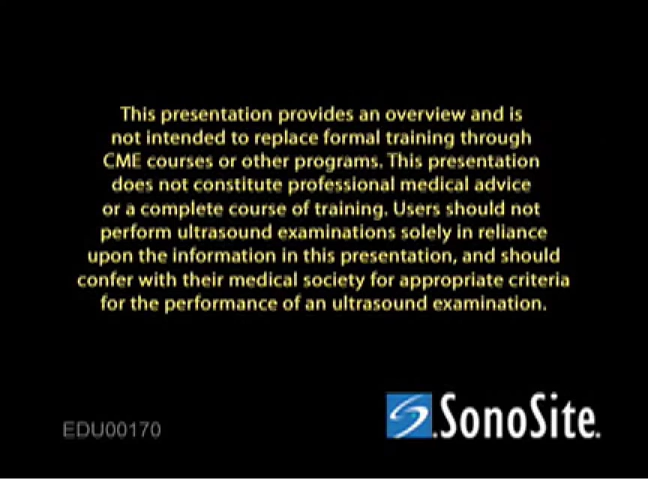 This presentation provides an overview and is
not intended to replace formal training through
CME courses or other programs. This presentation
does not constitute professional medical advice
or a complete course of training. Users should not
perform ultrasound examinations solely in reliance
upon the information in this presentation, and should
confer with their medical society for appropriate criteria
for the performance of an ultrasound examination.
EDU00170
SonoSite.